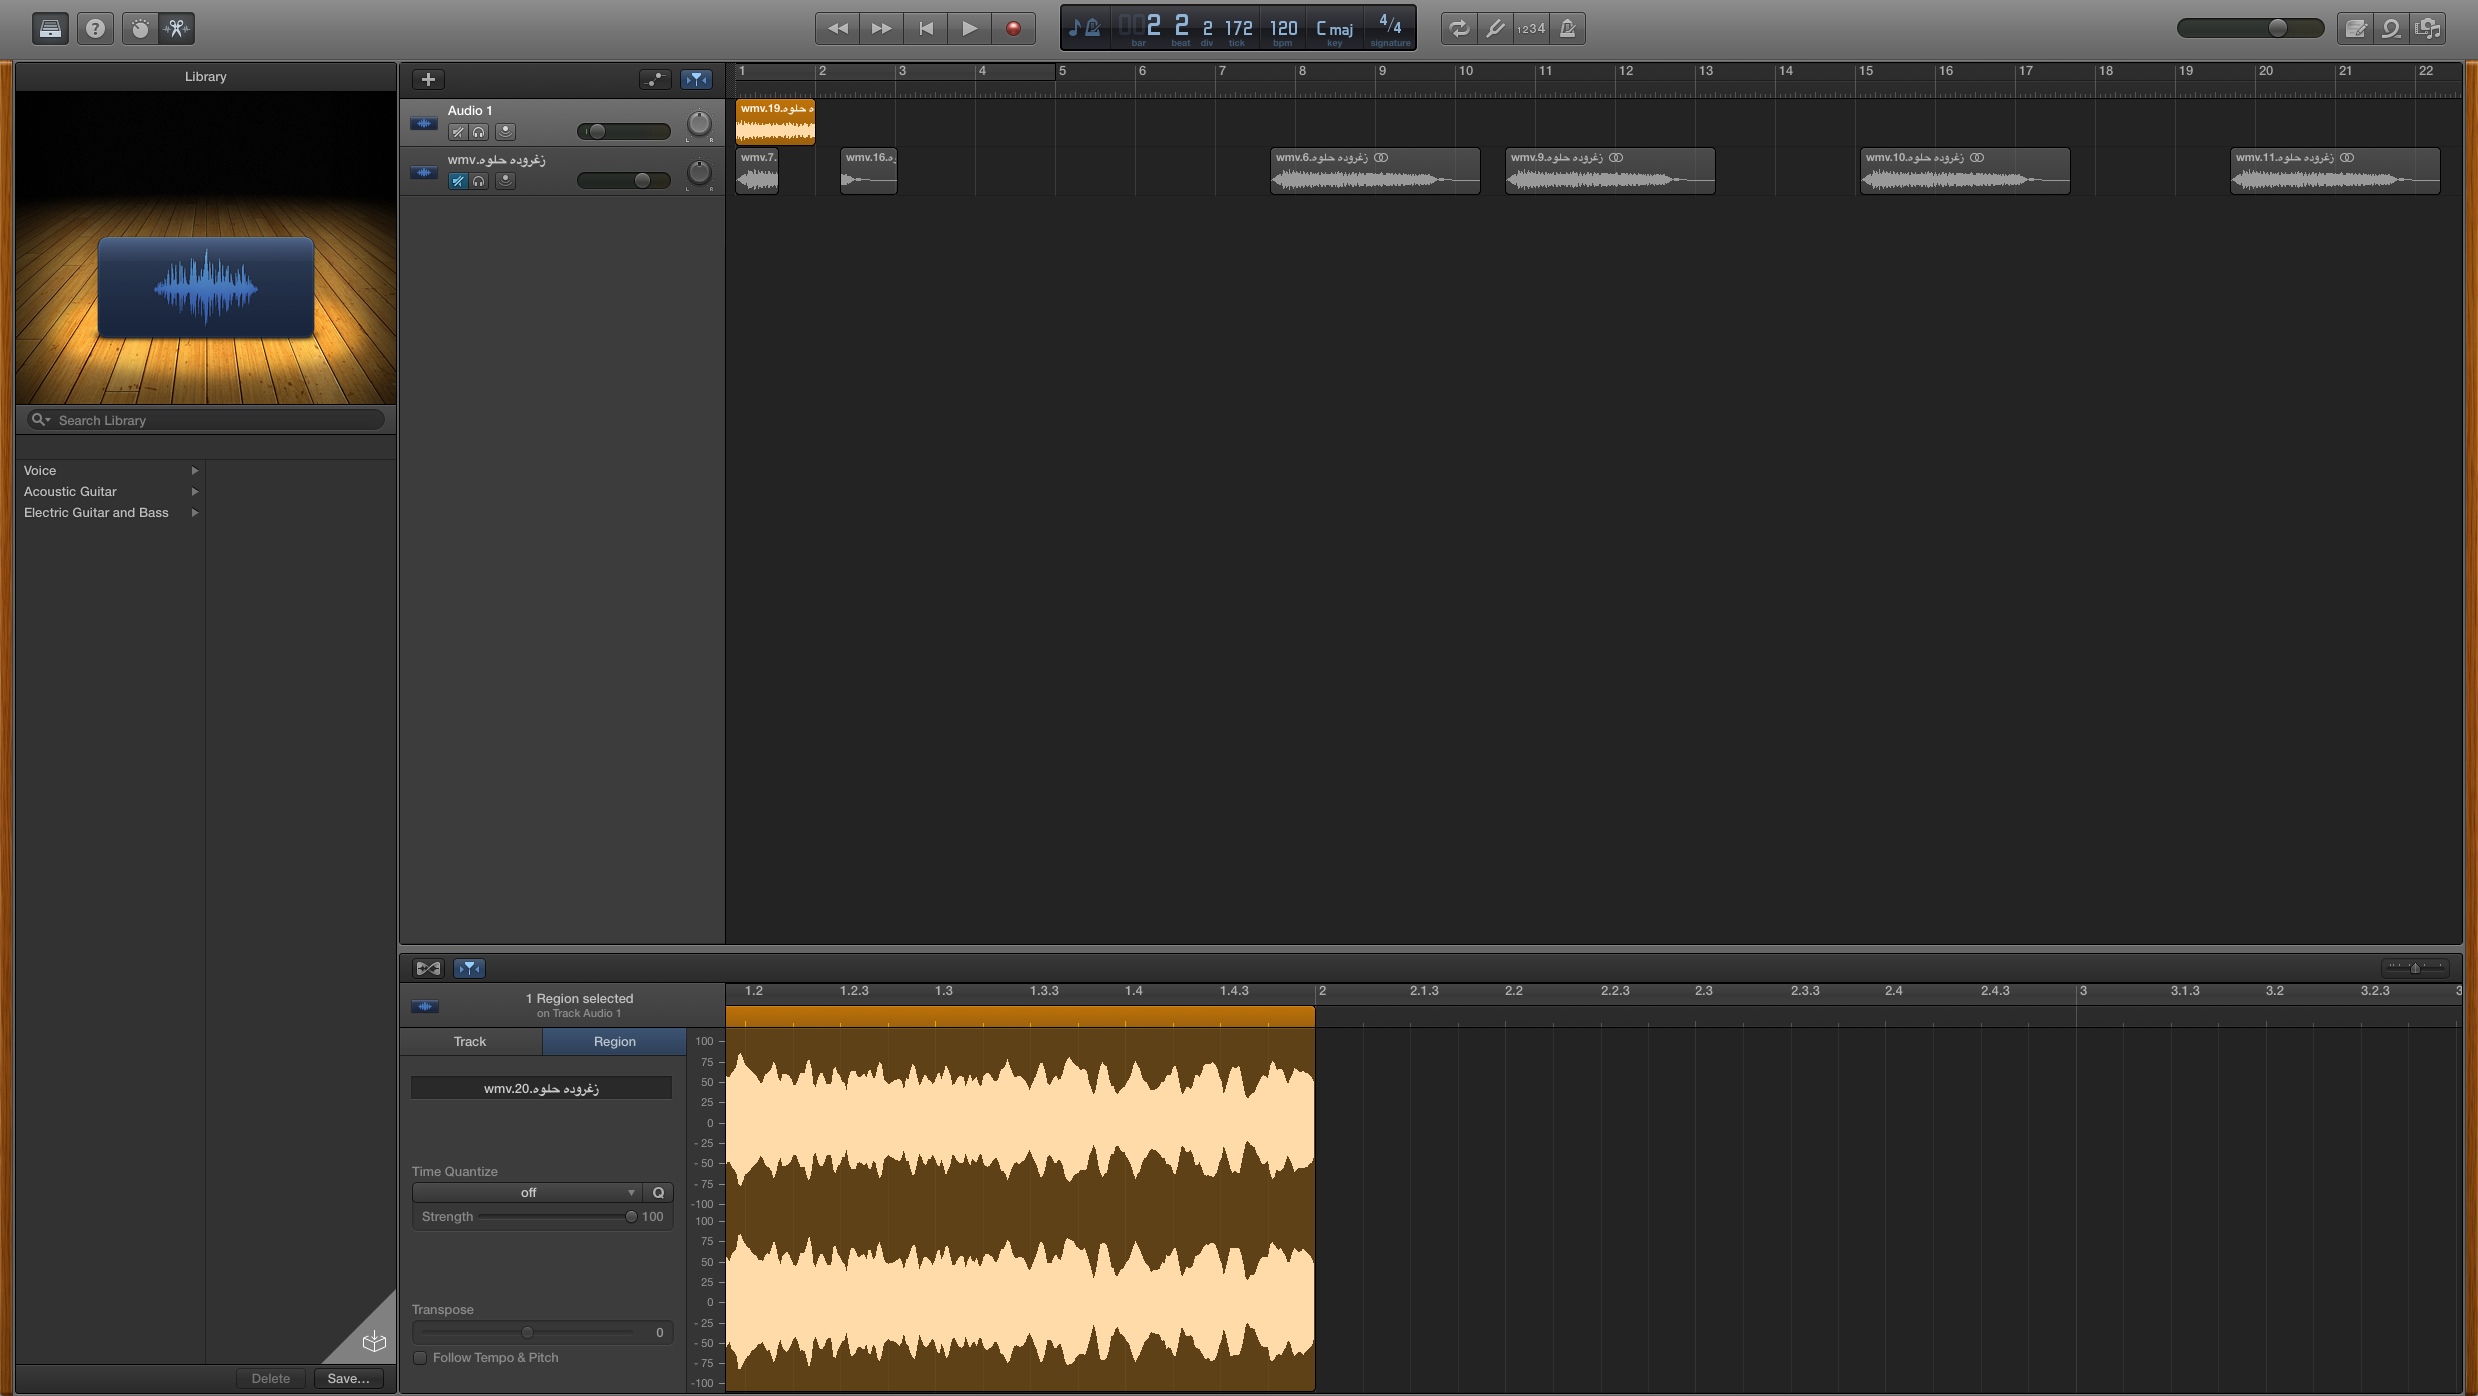 2 2 2 172 120 C maj 4/4
bar beat div tick bpm key signature
1234
Library
Search Library
Voice
Acoustic Guitar
Electric Guitar and Bass
Delete
Save...
1 2 3 4 5 6 7 8 9 10 11 12 13 14 15 16 17 18 19 20 21 22
Audio 1
L R
زغروده حلوه.wmv
L R
wmv.19.حلوه ه
wmv.7.
wmv.16.ه
زغروده حلوه.wmv.6
زغروده حلوه.wmv.9
زغروده حلوه.wmv.10
زغروده حلوه.wmv.11
1 Region selected
on Track Audio 1
Track Region
زغروده حلوه.wmv.20
Time Quantize
off Q
Strength 100
Transpose
0
Follow Tempo & Pitch
1.2 1.2.3 1.3 1.3.3 1.4 1.4.3 2 2.1.3 2.2 2.2.3 2.3 2.3.3 2.4 2.4.3 3 3.1.3 3.2 3.2.3 3
100
75
50
25
0
-25
-50
-75
-100
100
75
50
25
0
-25
-50
-75
-100